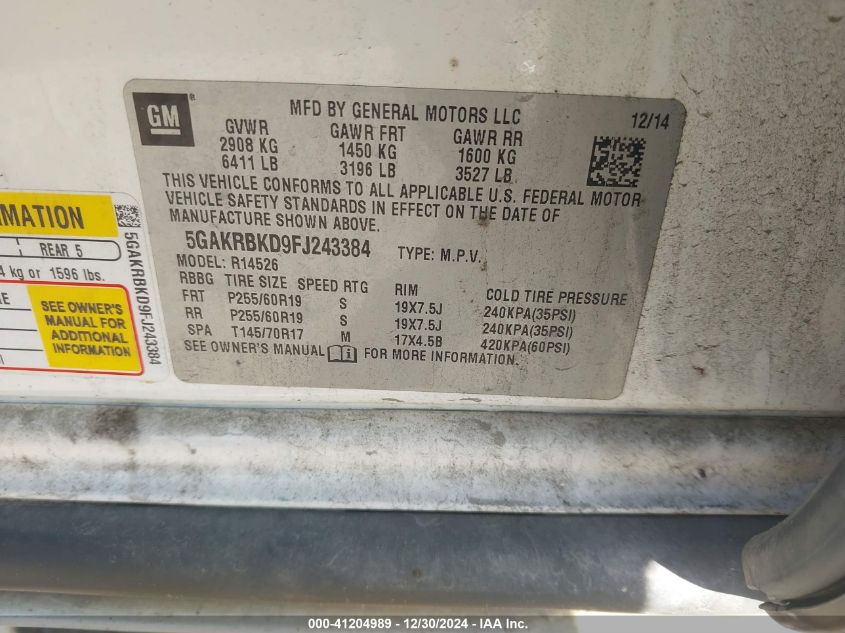 GM
®
MFD BY GENERAL MOTORS LLC
12/14
GVWR GAWR FRT GAWR RR
2908 KG 1450 KG 1600 KG
6411 LB 3196 LB 3527 LB
THIS VEHICLE CONFORMS TO ALL APPLICABLE U.S. FEDERAL MOTOR
VEHICLE SAFETY STANDARDS IN EFFECT ON THE DATE OF
MANUFACTURE SHOWN ABOVE.
5GAKRBKD9FJ243384 TYPE: M.P.V.
MODEL: R14526
RBBG TIRE SIZE SPEED RTG RIM COLD TIRE PRESSURE
FRT P255/60R19 S 19X7.5J 240KPA(35PSI)
RR P255/60R19 S 19X7.5J 240KPA(35PSI)
SPA T145/70R17 M 17X4.5B 420KPA(60PSI)
SEE OWNER'S MANUAL FOR MORE INFORMATION.
REAR 5
kg or 1596 lbs.
SEE OWNER'S
MANUAL FOR
ADDITIONAL
INFORMATION
5GAKRBKD9FJ243384
000-41204989 - 12/30/2024 - IAA Inc.